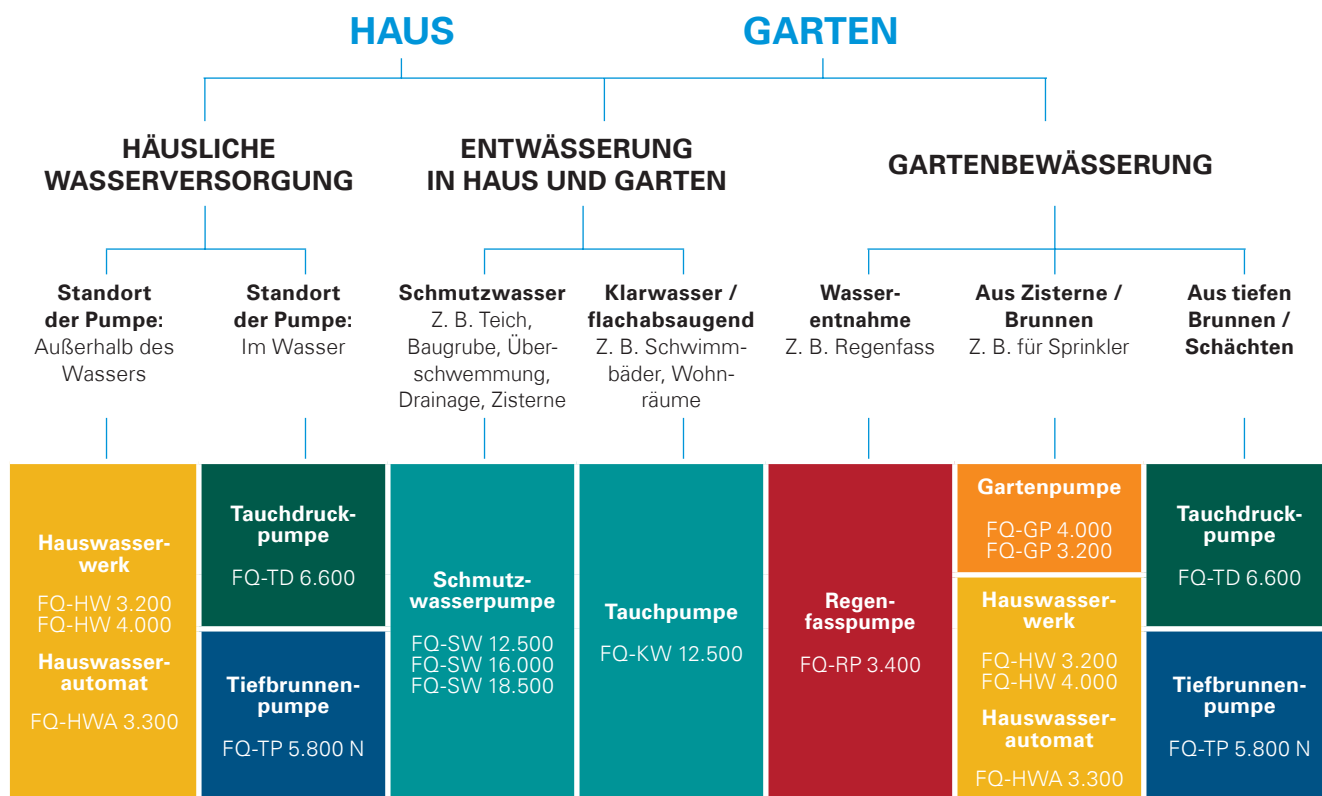 HAUS
GARTEN
HÄUSLICHE
WASSERVERSORGUNG
ENTWÄSSERUNG
IN HAUS UND GARTEN
GARTENBEWÄSSERUNG
Standort
der Pumpe:
Außerhalb des
Wassers
Standort
der Pumpe:
Im Wasser
Schmutzwasser
Z. B. Teich,
Baugrube, Über-
schwemmung,
Drainage, Zisterne
Klarwasser /
flachabsaugend
Z. B. Schwimm-
bäder, Wohn-
räume
Wasser-
entnahme
Z. B. Regenfass
Aus Zisterne /
Brunnen
Z. B. für Sprinkler
Aus tiefen
Brunnen /
Schächten
Hauswasser-
werk
FQ-HW 3.200
FQ-HW 4.000
Hauswasser-
automat
FQ-HWA 3.300
Tauchdruck-
pumpe
FQ-TD 6.600
Tiefbrunnen-
pumpe
FQ-TP 5.800 N
Schmutz-
wasserpumpe
FQ-SW 12.500
FQ-SW 16.000
FQ-SW 18.500
Tauchpumpe
FQ-KW 12.500
Regen-
fasspumpe
FQ-RP 3.400
Gartenpumpe
FQ-GP 4.000
FQ-GP 3.200
Hauswasser-
werk
FQ-HW 3.200
FQ-HW 4.000
Hauswasser-
automat
FQ-HWA 3.300
Tauchdruck-
pumpe
FQ-TD 6.600
Tiefbrunnen-
pumpe
FQ-TP 5.800 N